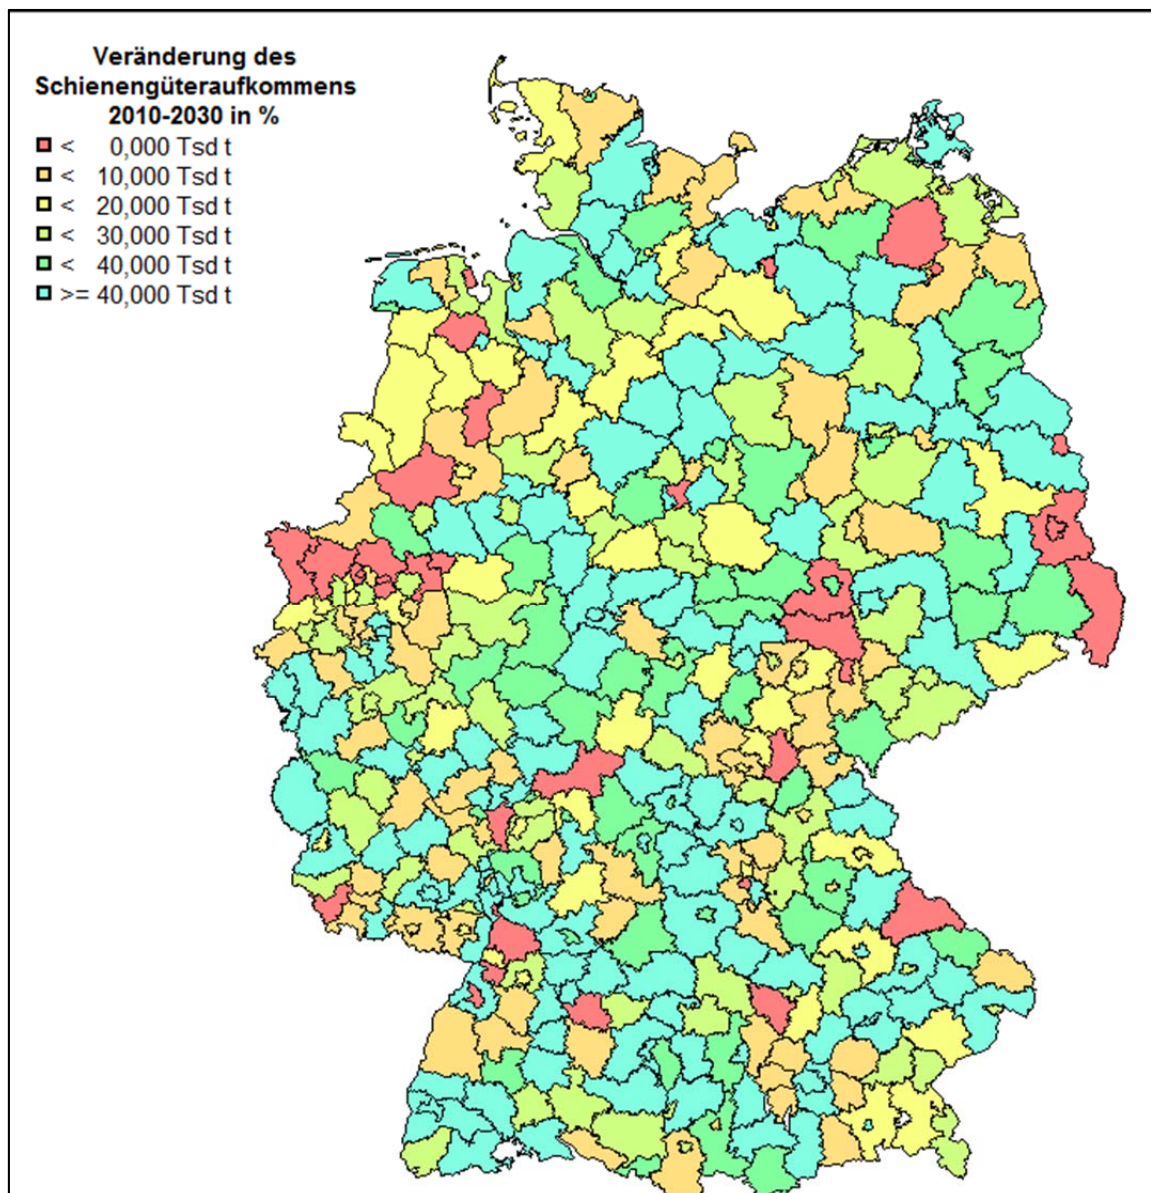 Veränderung des
Schienengüteraufkommens
2010-2030 in %
< 0,000 Tsd t
< 10,000 Tsd t
< 20,000 Tsd t
< 30,000 Tsd t
< 40,000 Tsd t
>= 40,000 Tsd t